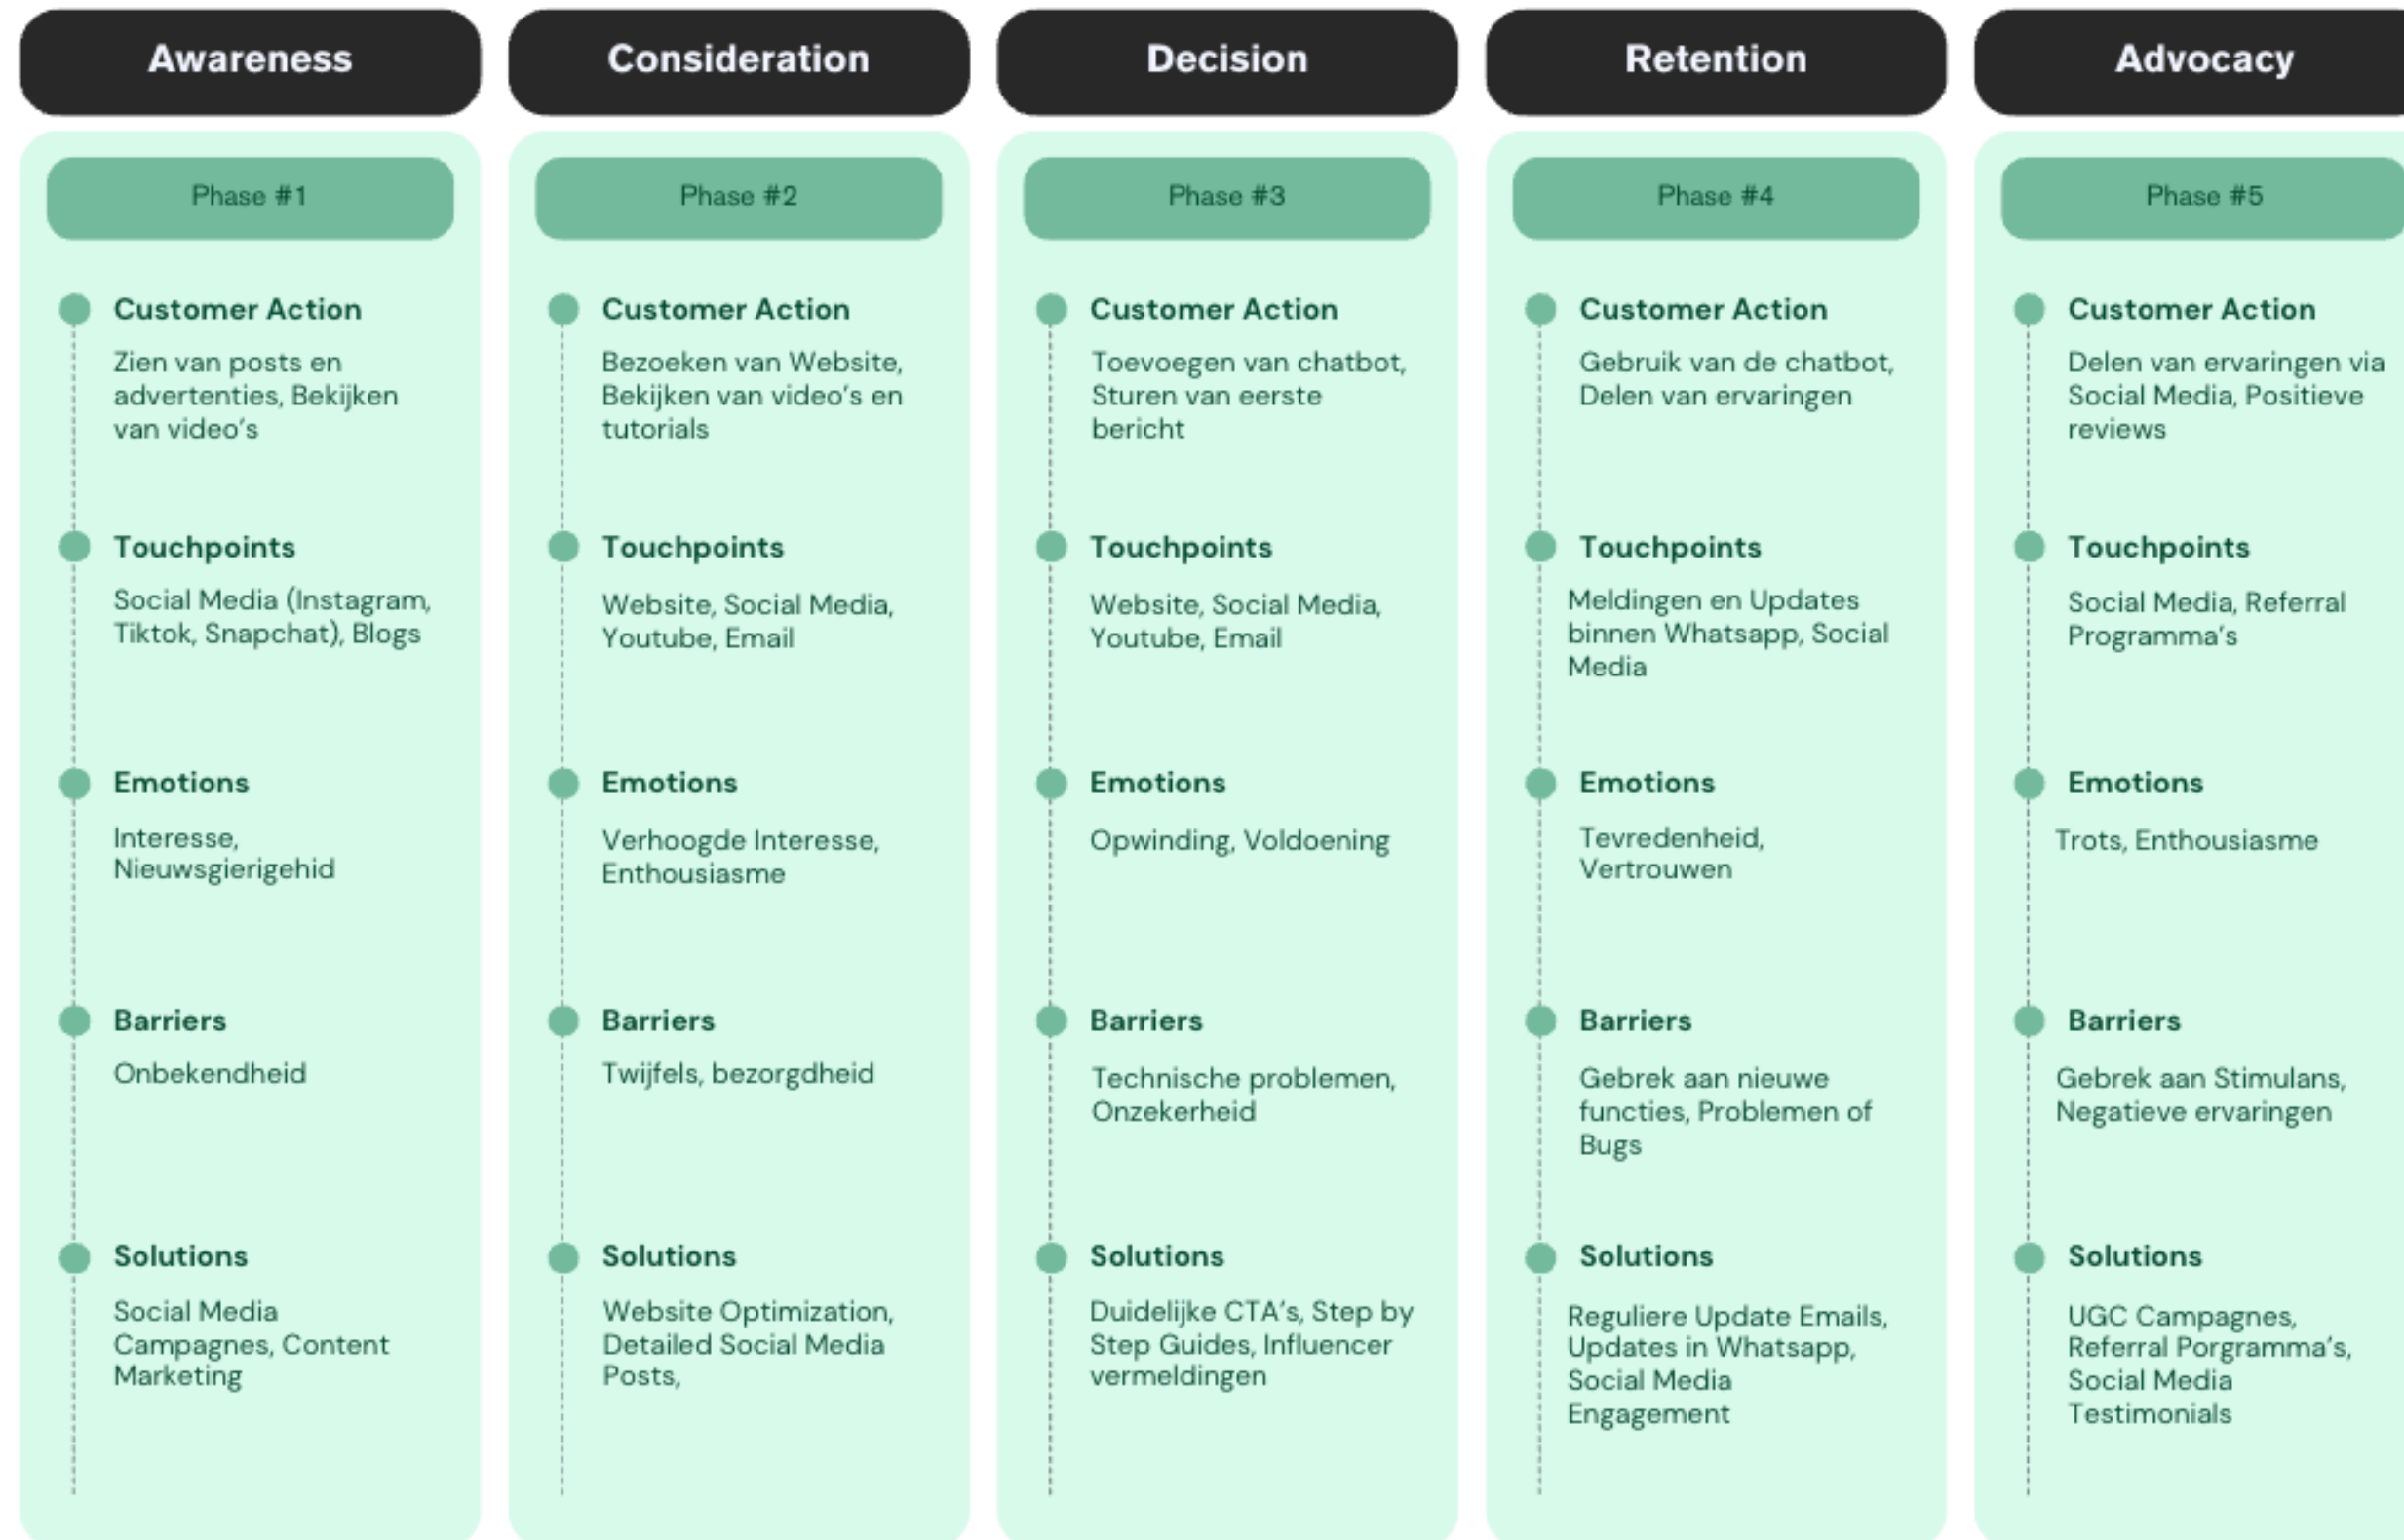 Awareness
Phase #1
Customer Action
Zien van posts en
advertenties, Bekijken
van video's
Touchpoints
Social Media (Instagram,
Tiktok, Snapchat), Blogs
Emotions
Interesse,
Nieuwsgierigehid
Barriers
Onbekendheid
Solutions
Social Media
Campagnes, Content
Marketing
Consideration
Phase #2
Customer Action
Bezoeken van Website,
Bekijken van video's en
tutorials
Touchpoints
Website, Social Media,
Youtube, Email
Emotions
Verhoogde Interesse,
Enthousiasme
Barriers
Twijfels, bezorgdheid
Solutions
Website Optimization,
Detailed Social Media
Posts,
Decision
Phase #3
Customer Action
Toevoegen van chatbot,
Sturen van eerste
bericht
Touchpoints
Website, Social Media,
Youtube, Email
Emotions
Opwinding, Voldoening
Barriers
Technische problemen,
Onzekerheid
Solutions
Duidelijke CTA's, Step by
Step Guides, Influencer
vermeldingen
Retention
Phase #4
Customer Action
Gebruik van de chatbot,
Delen van ervaringen
Touchpoints
Meldingen en Updates
binnen Whatsapp, Social
Media
Emotions
Tevredenheid,
Vertrouwen
Barriers
Gebrek aan nieuwe
functies, Problemen of
Bugs
Solutions
Reguliere Update Emails,
Updates in Whatsapp,
Social Media
Engagement
Advocacy
Phase #5
Customer Action
Delen van ervaringen via
Social Media, Positieve
reviews
Touchpoints
Social Media, Referral
Programma's
Emotions
Trots, Enthousiasme
Barriers
Gebrek aan Stimulans,
Negatieve ervaringen
Solutions
UGC Campagnes,
Referral Porgramma's,
Social Media
Testimonials